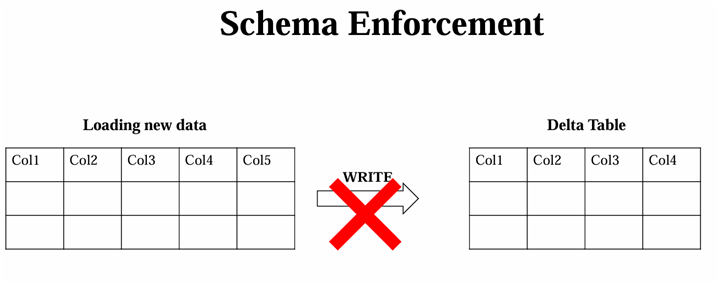 Schema Enforcement
Loading new data
Col1 Col2 Col3 Col4 Col5
WRITE
Delta Table
Col1 Col2 Col3 Col4